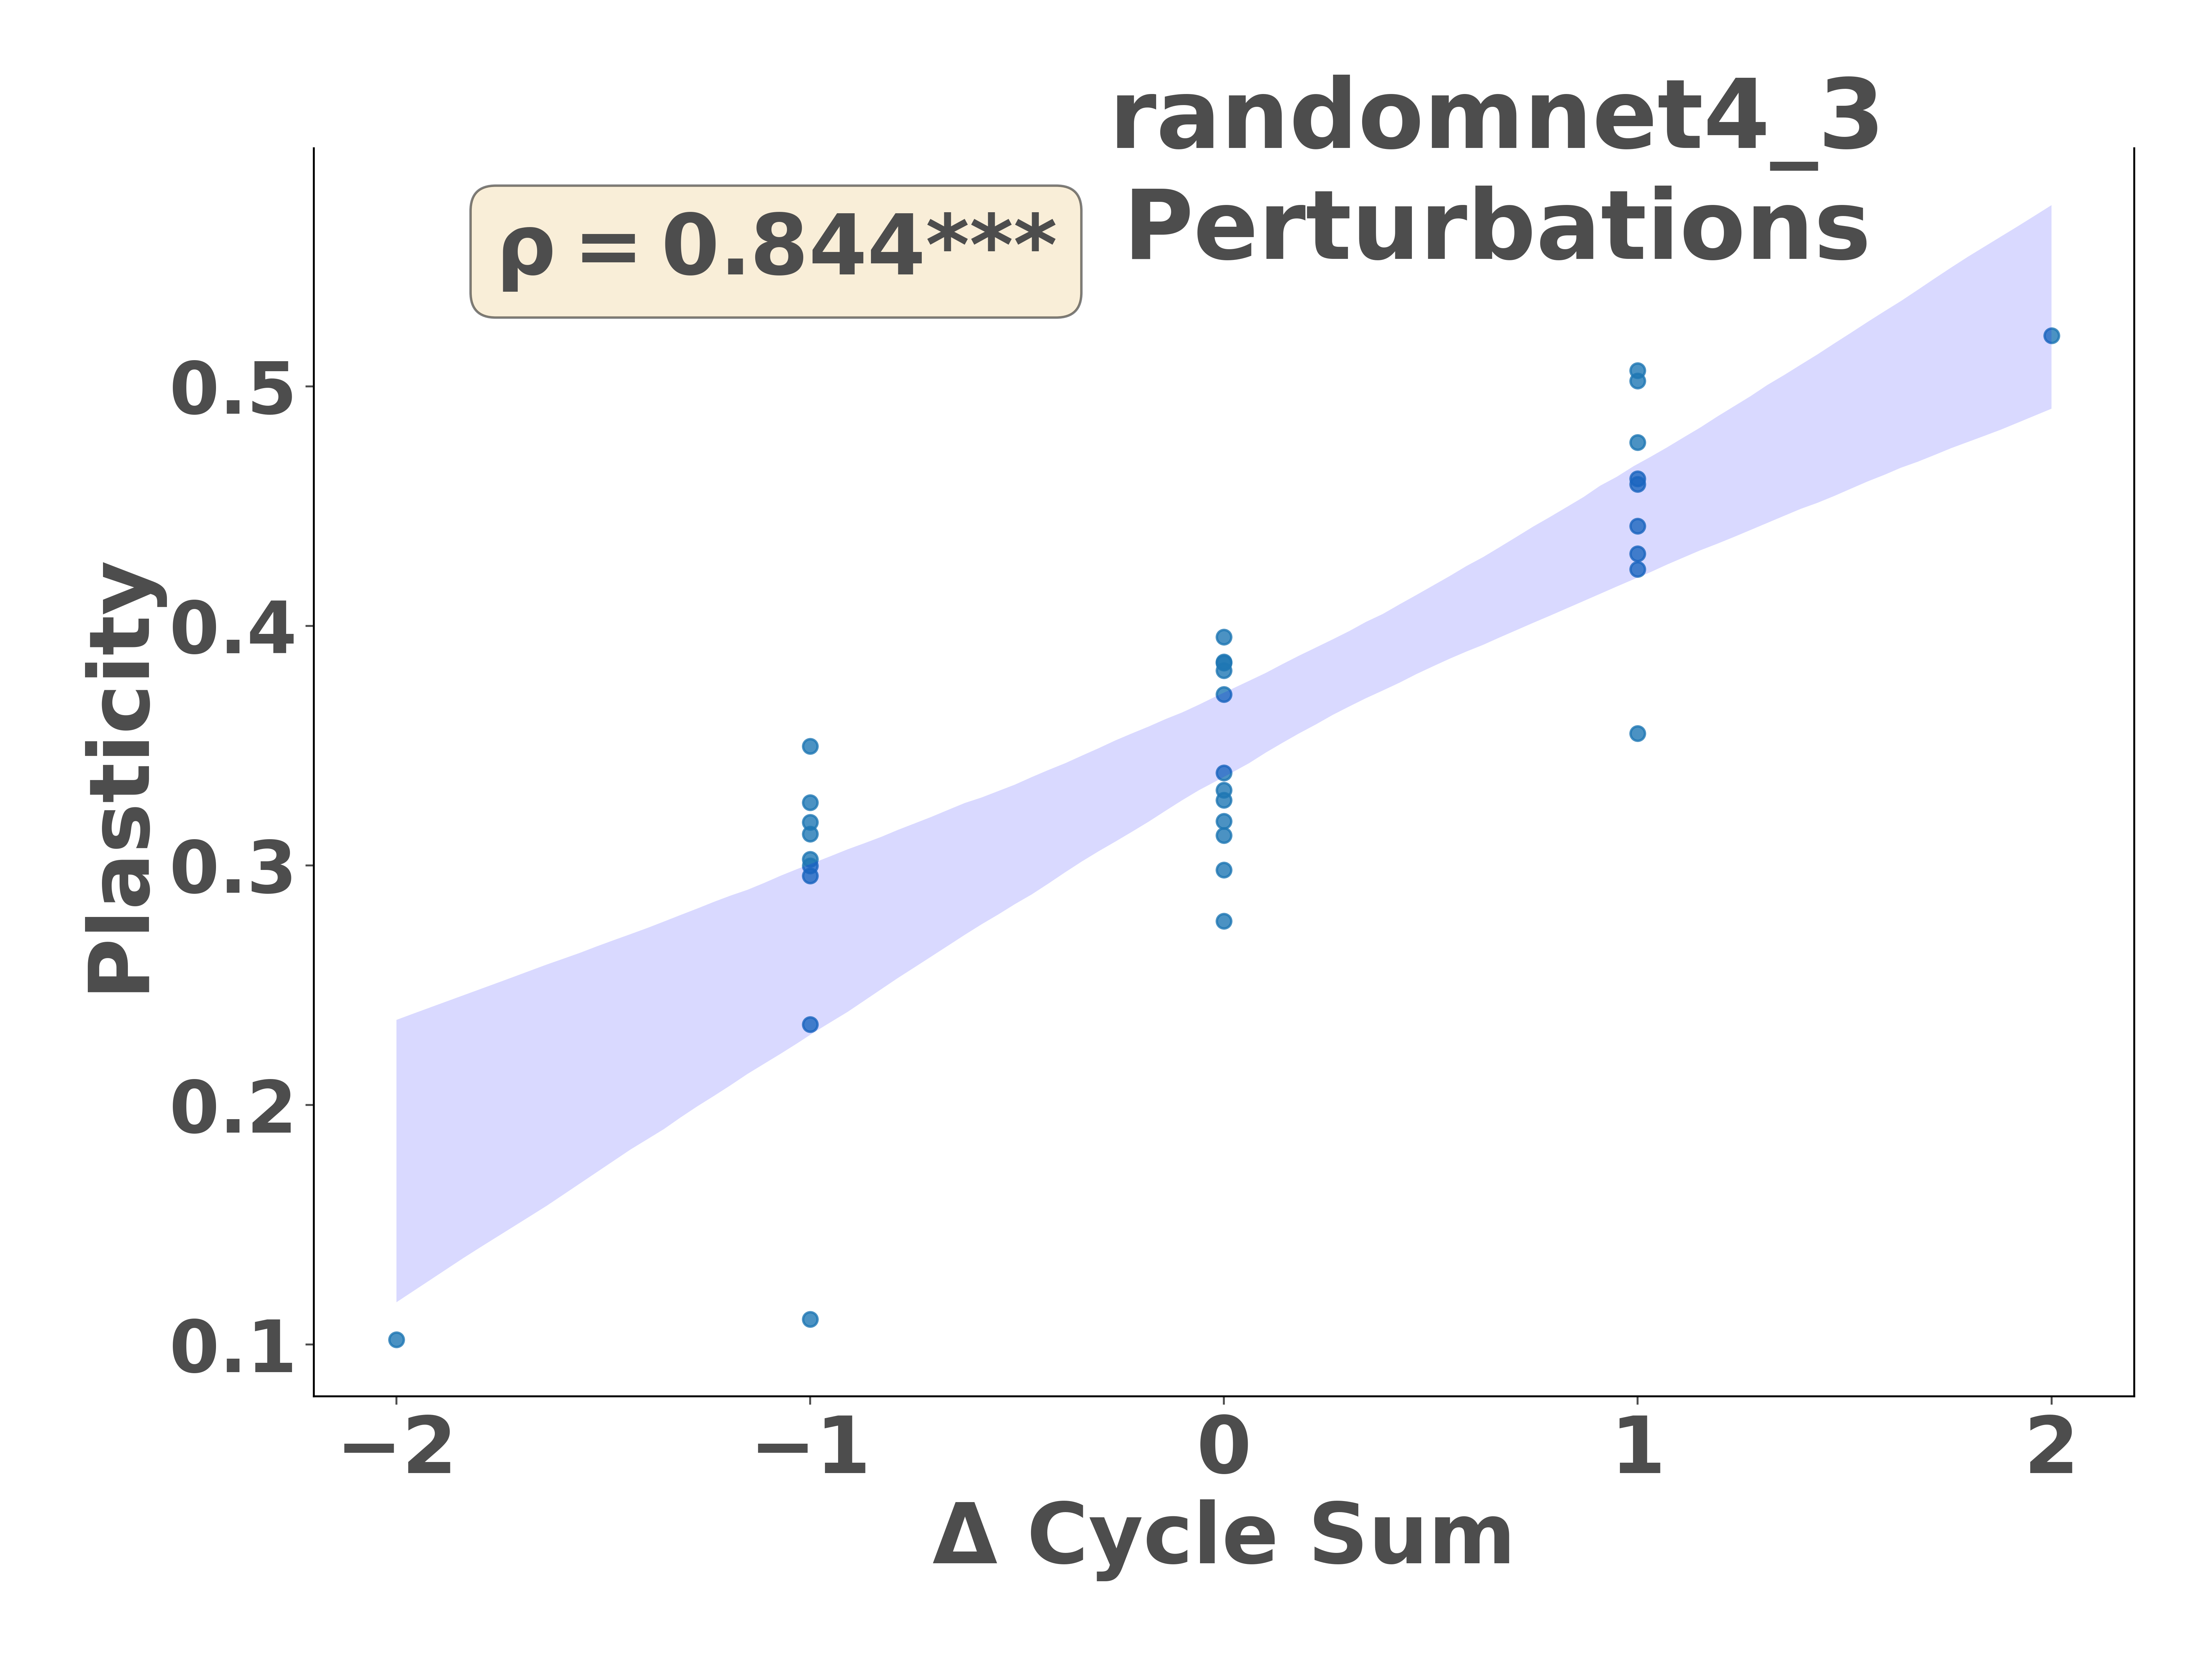 randomnet4_3
Perturbations
ρ = 0.844***
Plasticity
0.5
0.4
0.3
0.2
0.1
−2 −1 0 1 2
Δ Cycle Sum